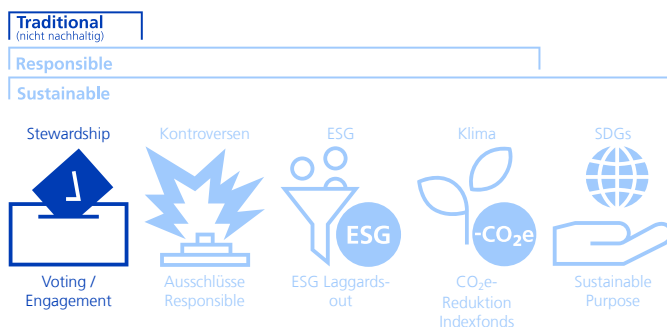 Traditional
(nicht nachhaltig)
Responsible
Sustainable
Stewardship
Kontroversen
ESG
Klima
SDGs
ESG
-CO₂e
Voting /
Engagement
Ausschlüsse
Responsible
ESG Laggards-
out
CO₂e-
Reduktion
Indexfonds
Sustainable
Purpose